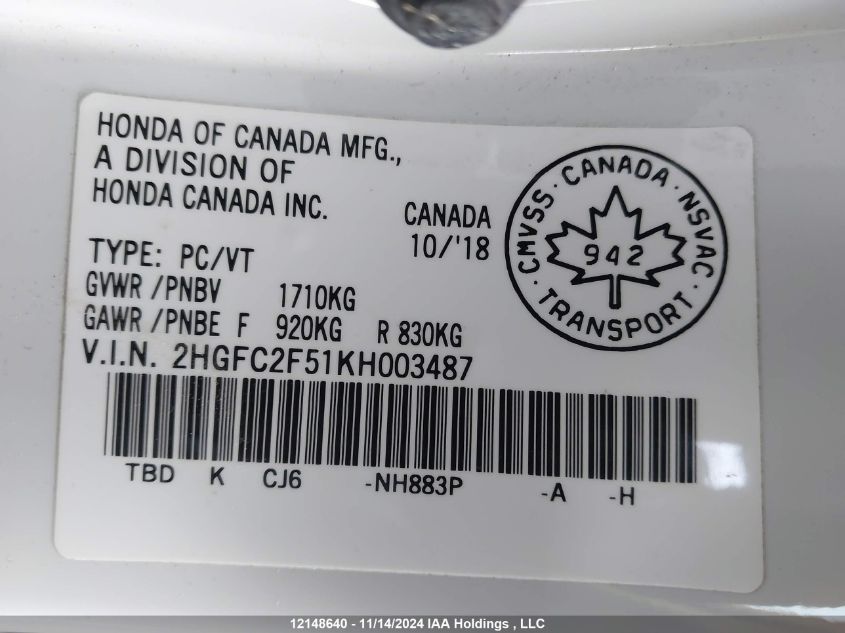 HONDA OF CANADA MFG.,
A DIVISION OF
HONDA CANADA INC.
CANADA
10/'18
TYPE: PC/VT
GVWR /PNBV 1710KG
GAWR /PNBE F 920KG R 830KG
V.I.N. 2HGFC2F51KH003487
CMVSS · CANADA · NSVAC · TRANSPORT ·
942
TBD K CJ6 -NH883P -A -H
12148640 - 11/14/2024 IAA Holdings , LLC